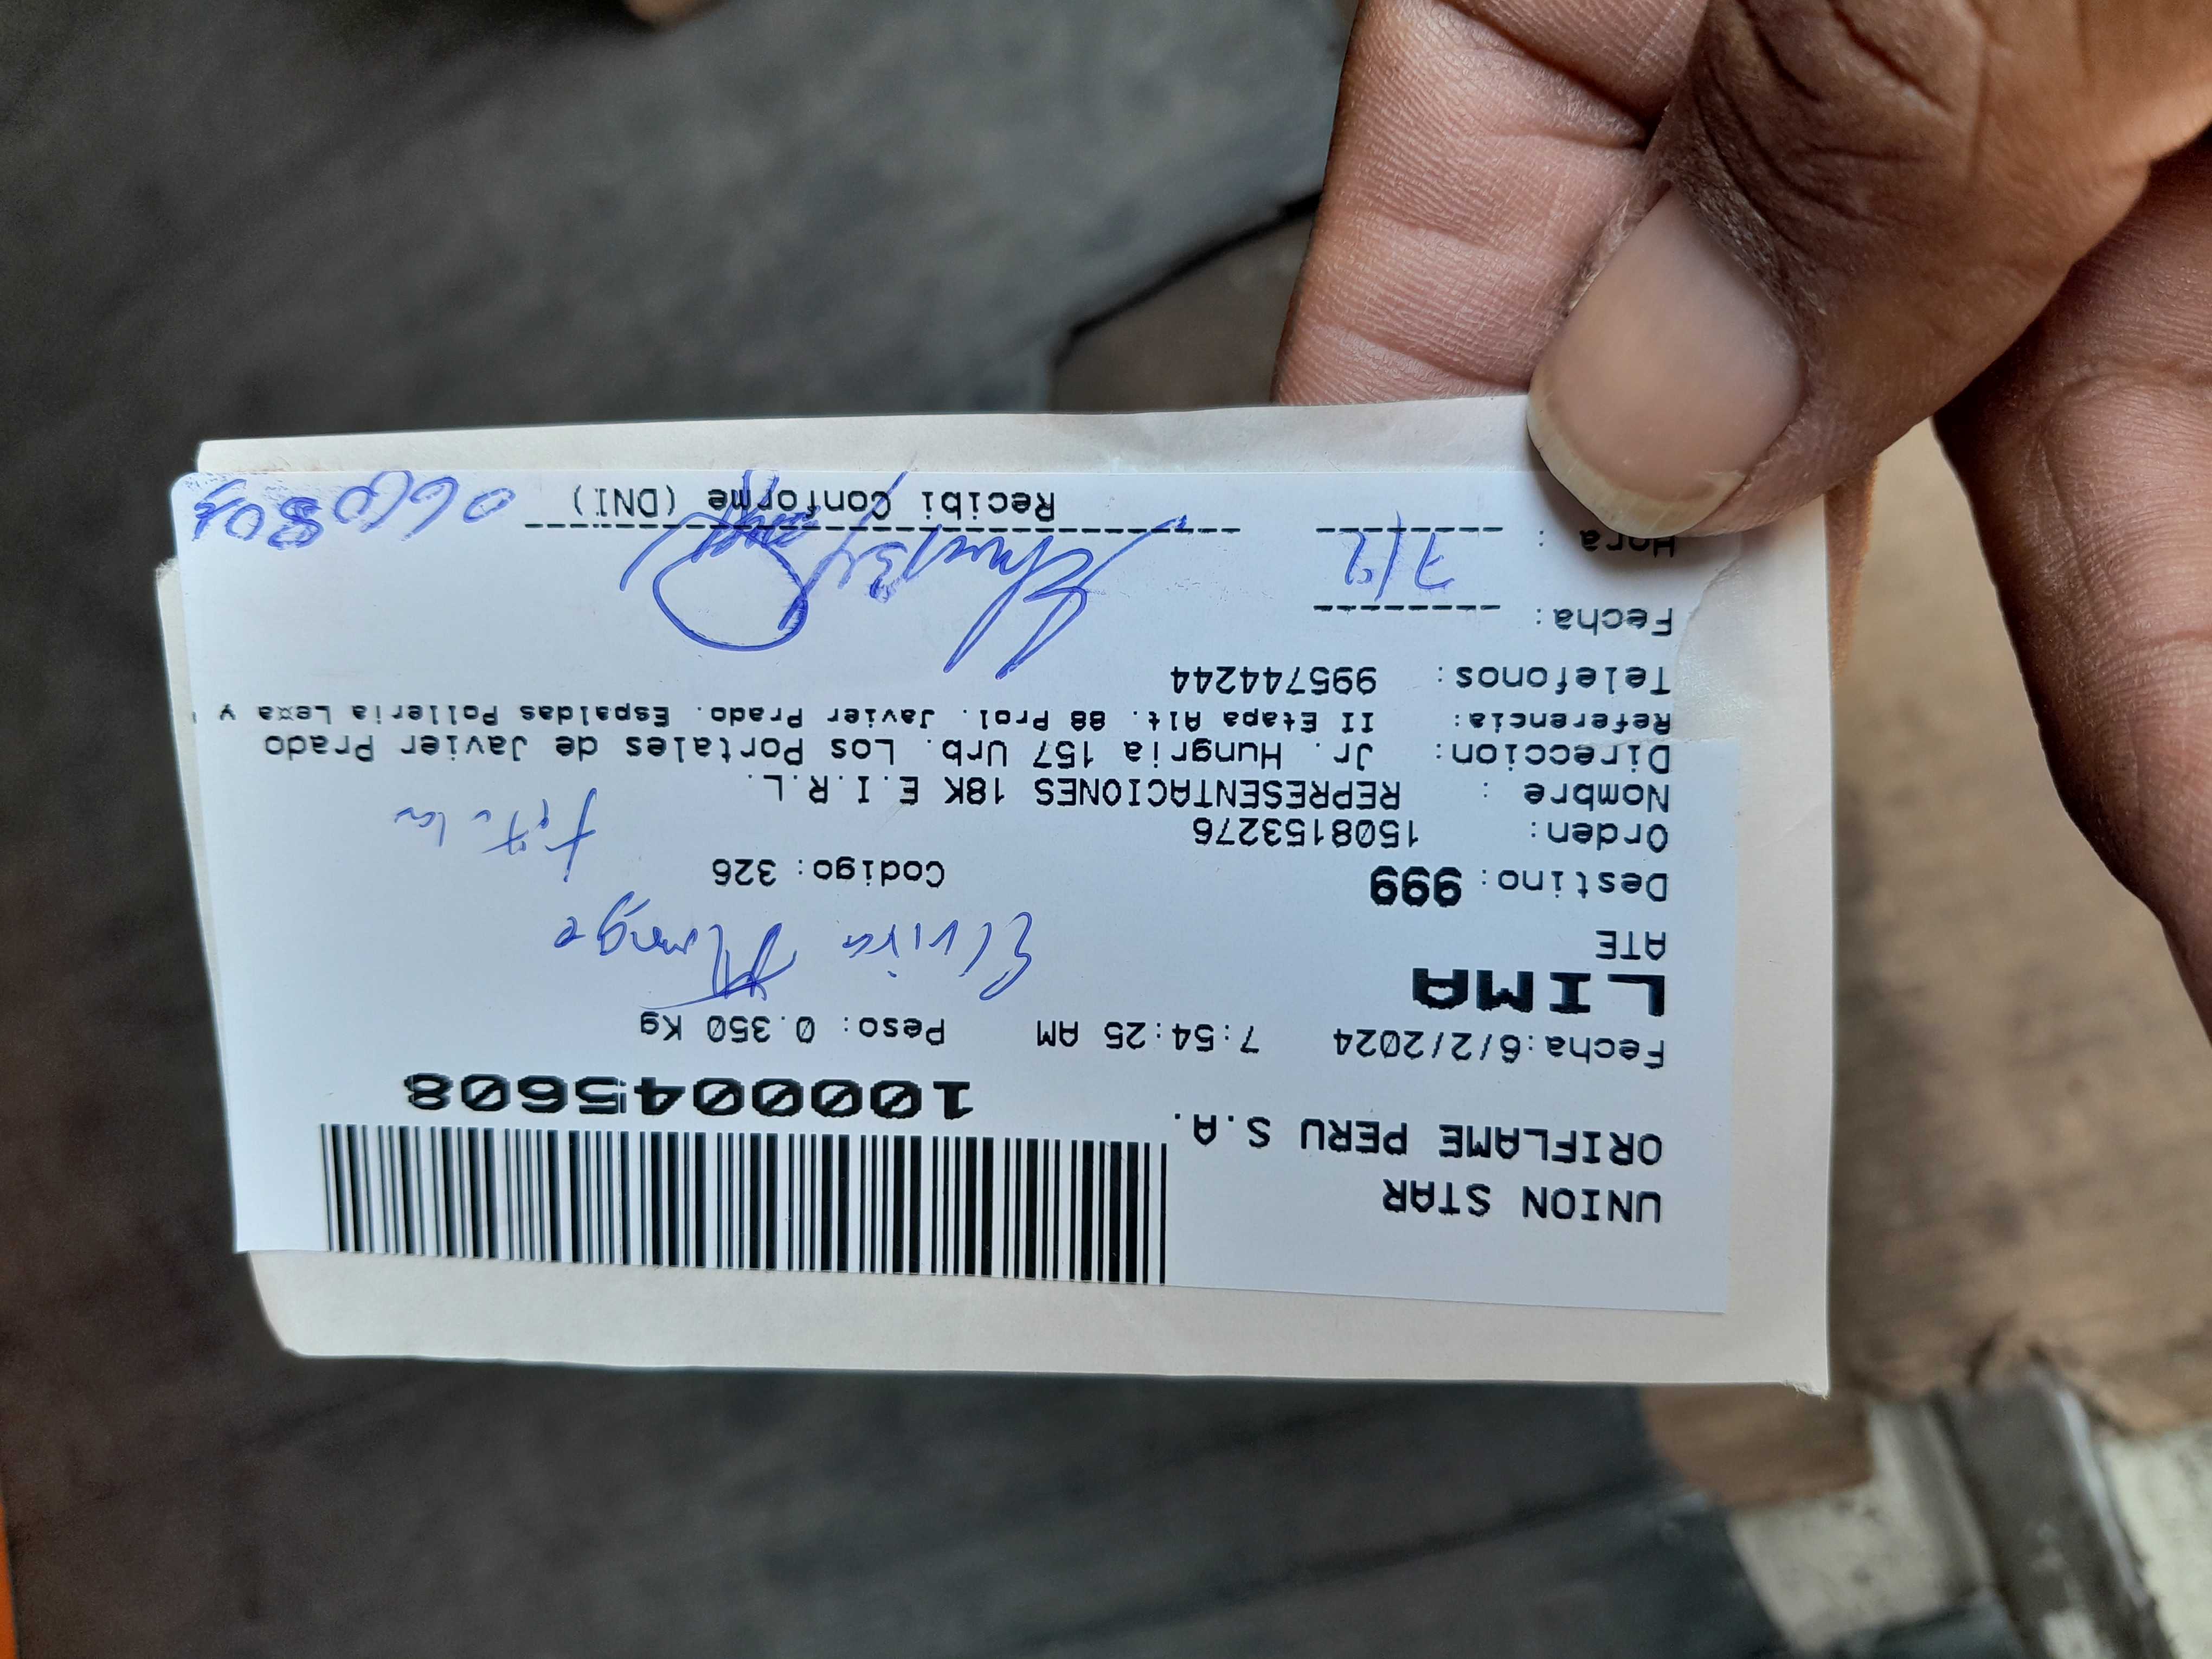 UNION STAR
ORIFLAME PERU S.A.
1000045608
Fecha:6/2/2024 7:54:25 AM Peso: 0.350 Kg
LIMA
ATE
Elvira Monge
Destino: 999 Codigo: 326
Titula
Orden: 1508153276
Nombre : REPRESENTACIONES 18K E.I.R.L.
Direccion: Jr. Hungria 157 Urb. Los Portales de Javier Prado
Referencia: II Etapa Alt. 88 Prol. Javier Prado. Espaldas Polleria Lexa y
Telefonos: 995744244
Fecha: 7/2
Hora :
Recibi Conforme (DNI)